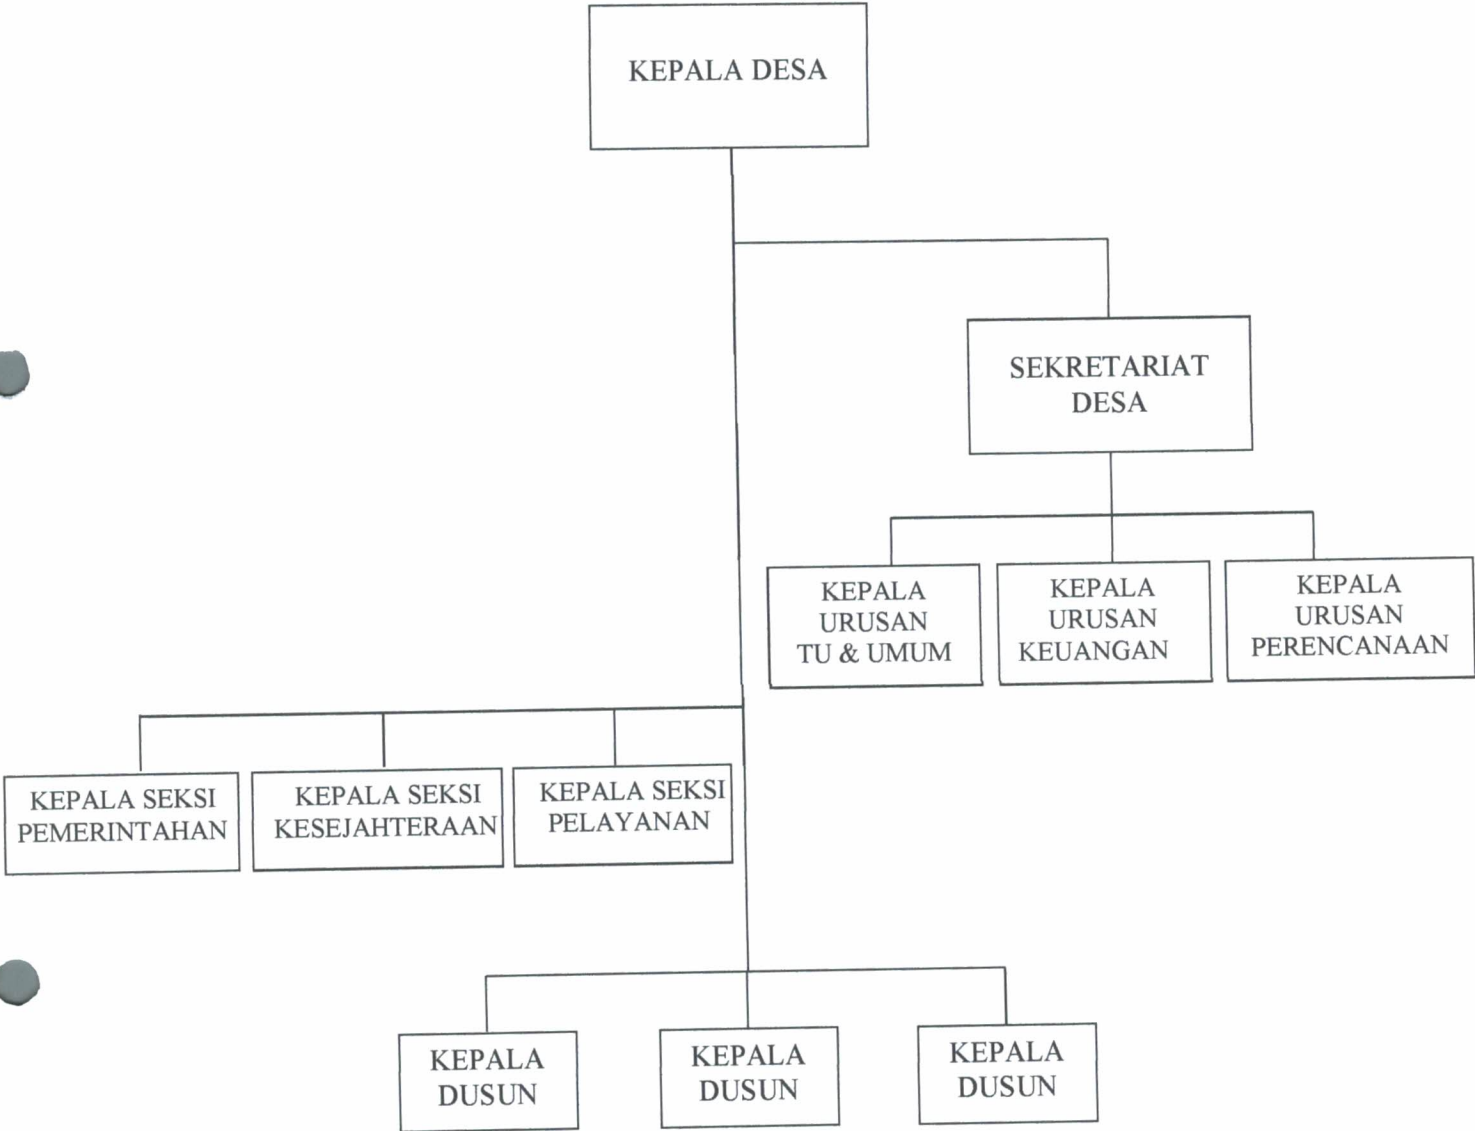 KEPALA DESA
SEKRETARIAT
DESA
KEPALA
URUSAN
TU & UMUM
KEPALA
URUSAN
KEUANGAN
KEPALA
URUSAN
PERENCANAAN
KEPALA SEKSI
PEMERINTAHAN
KEPALA SEKSI
KESEJAHTERAAN
KEPALA SEKSI
PELAYANAN
KEPALA
DUSUN
KEPALA
DUSUN
KEPALA
DUSUN